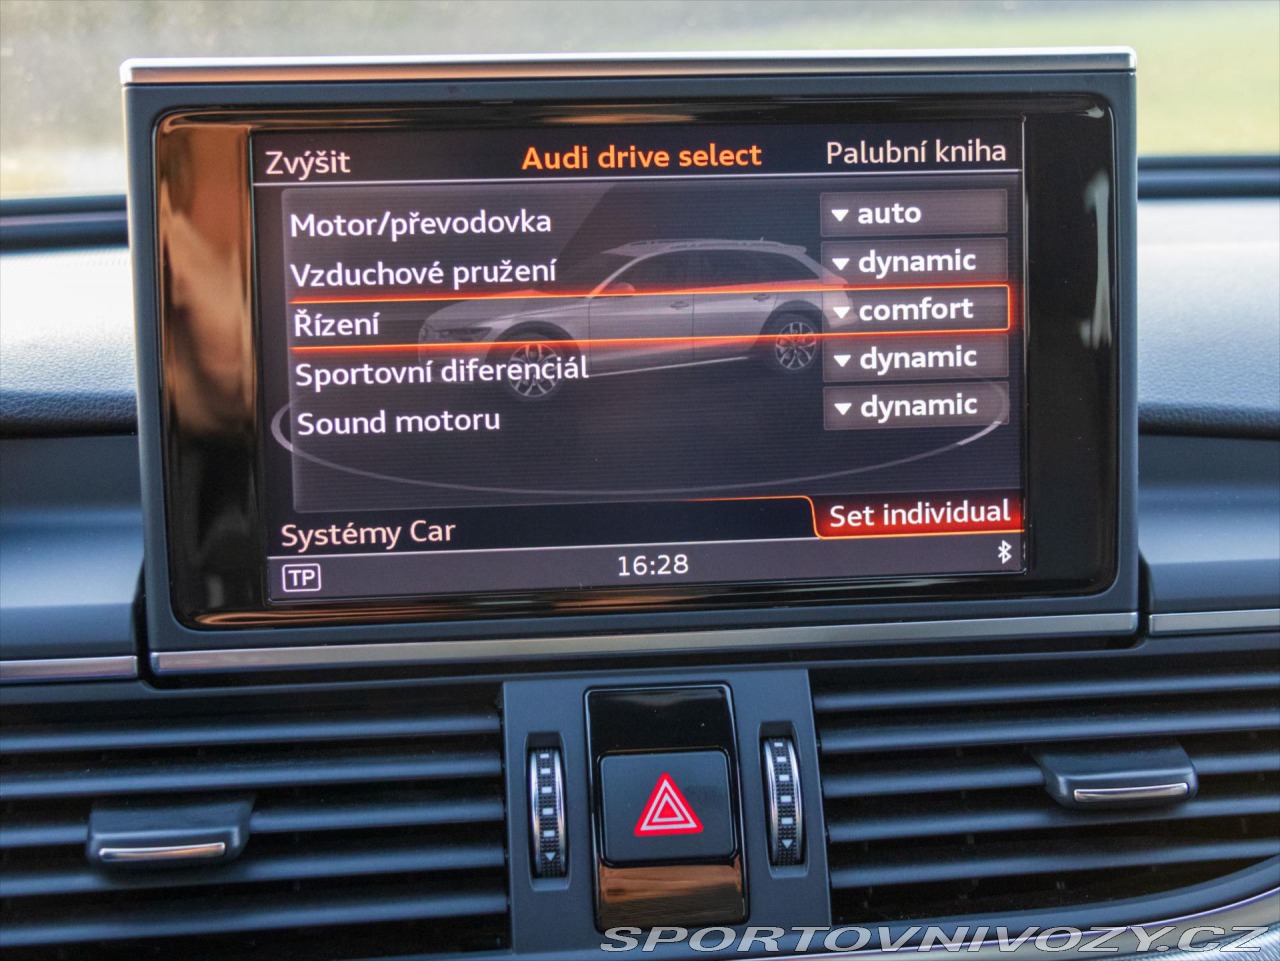 Zvýšit Audi drive select Palubní kniha
Motor/převodovka auto
Vzduchové pružení dynamic
Řízení comfort
Sportovní diferenciál dynamic
Sound motoru dynamic
Systémy Car Set individual
TP 16:28
SPORTOVNIVOZY.CZ